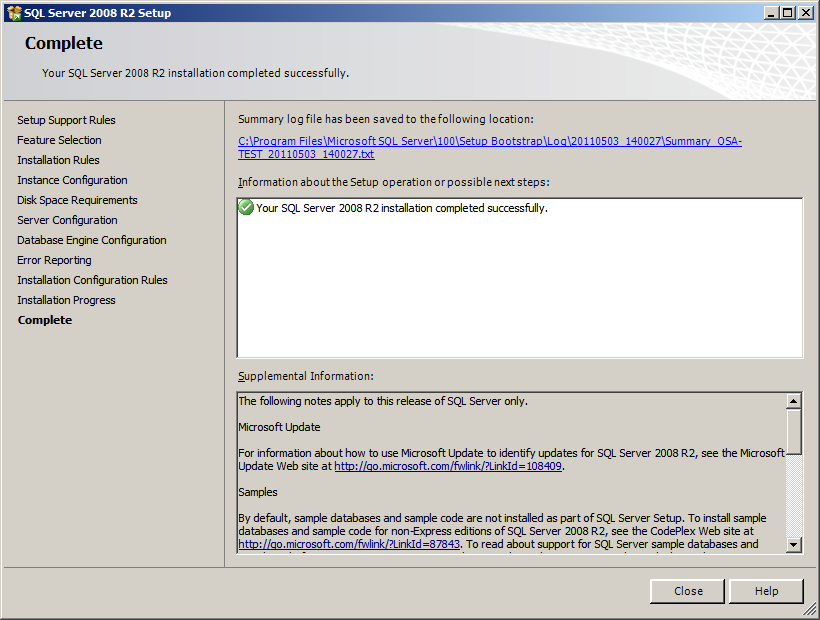 SQL Server 2008 R2 Setup
Complete
Your SQL Server 2008 R2 installation completed successfully.
Setup Support Rules
Feature Selection
Installation Rules
Instance Configuration
Disk Space Requirements
Server Configuration
Database Engine Configuration
Error Reporting
Installation Configuration Rules
Installation Progress
Complete
Summary log file has been saved to the following location:
C:\Program Files\Microsoft SQL Server\100\Setup Bootstrap\Log\20110503_140027\Summary_OSA-
TEST_20110503_140027.txt
Information about the Setup operation or possible next steps:
Your SQL Server 2008 R2 installation completed successfully.
Supplemental Information:
The following notes apply to this release of SQL Server only.
Microsoft Update
For information about how to use Microsoft Update to identify updates for SQL Server 2008 R2, see the Microsoft
Update Web site at http://go.microsoft.com/fwlink/?LinkId=108409.
Samples
By default, sample databases and sample code are not installed as part of SQL Server Setup. To install sample
databases and sample code for non-Express editions of SQL Server 2008 R2, see the CodePlex Web site at
http://go.microsoft.com/fwlink/?LinkId=87843. To read about support for SQL Server sample databases and
Close
Help